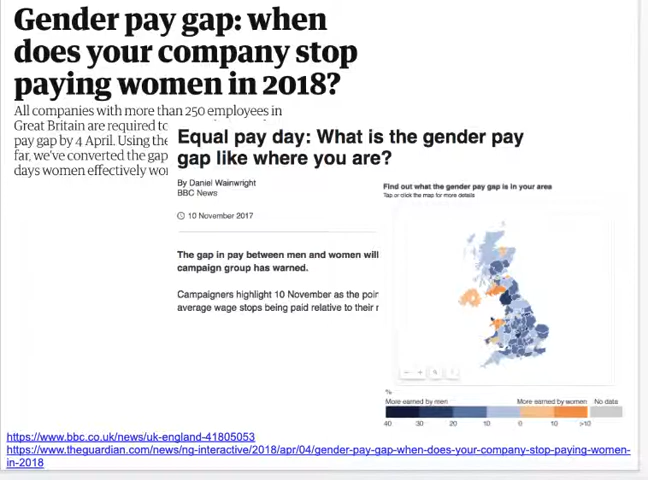 Gender pay gap: when
does your company stop
paying women in 2018?
All companies with more than 250 employees in
Great Britain are required to
pay gap by 4 April. Using the
far, we've converted the gap
days women effectively wor
Equal pay day: What is the gender pay
gap like where you are?
By Daniel Wainwright
BBC News
10 November 2017
The gap in pay between men and women will
campaign group has warned.
Campaigners highlight 10 November as the poin
average wage stops being paid relative to their r
Find out what the gender pay gap is in your area
Tap or click the map for more details
%
More earned by men More earned by women No data
40 30 20 10 0 10 >10
https://www.bbc.co.uk/news/uk-england-41805053
https://www.theguardian.com/news/ng-interactive/2018/apr/04/gender-pay-gap-when-does-your-company-stop-paying-women-
in-2018